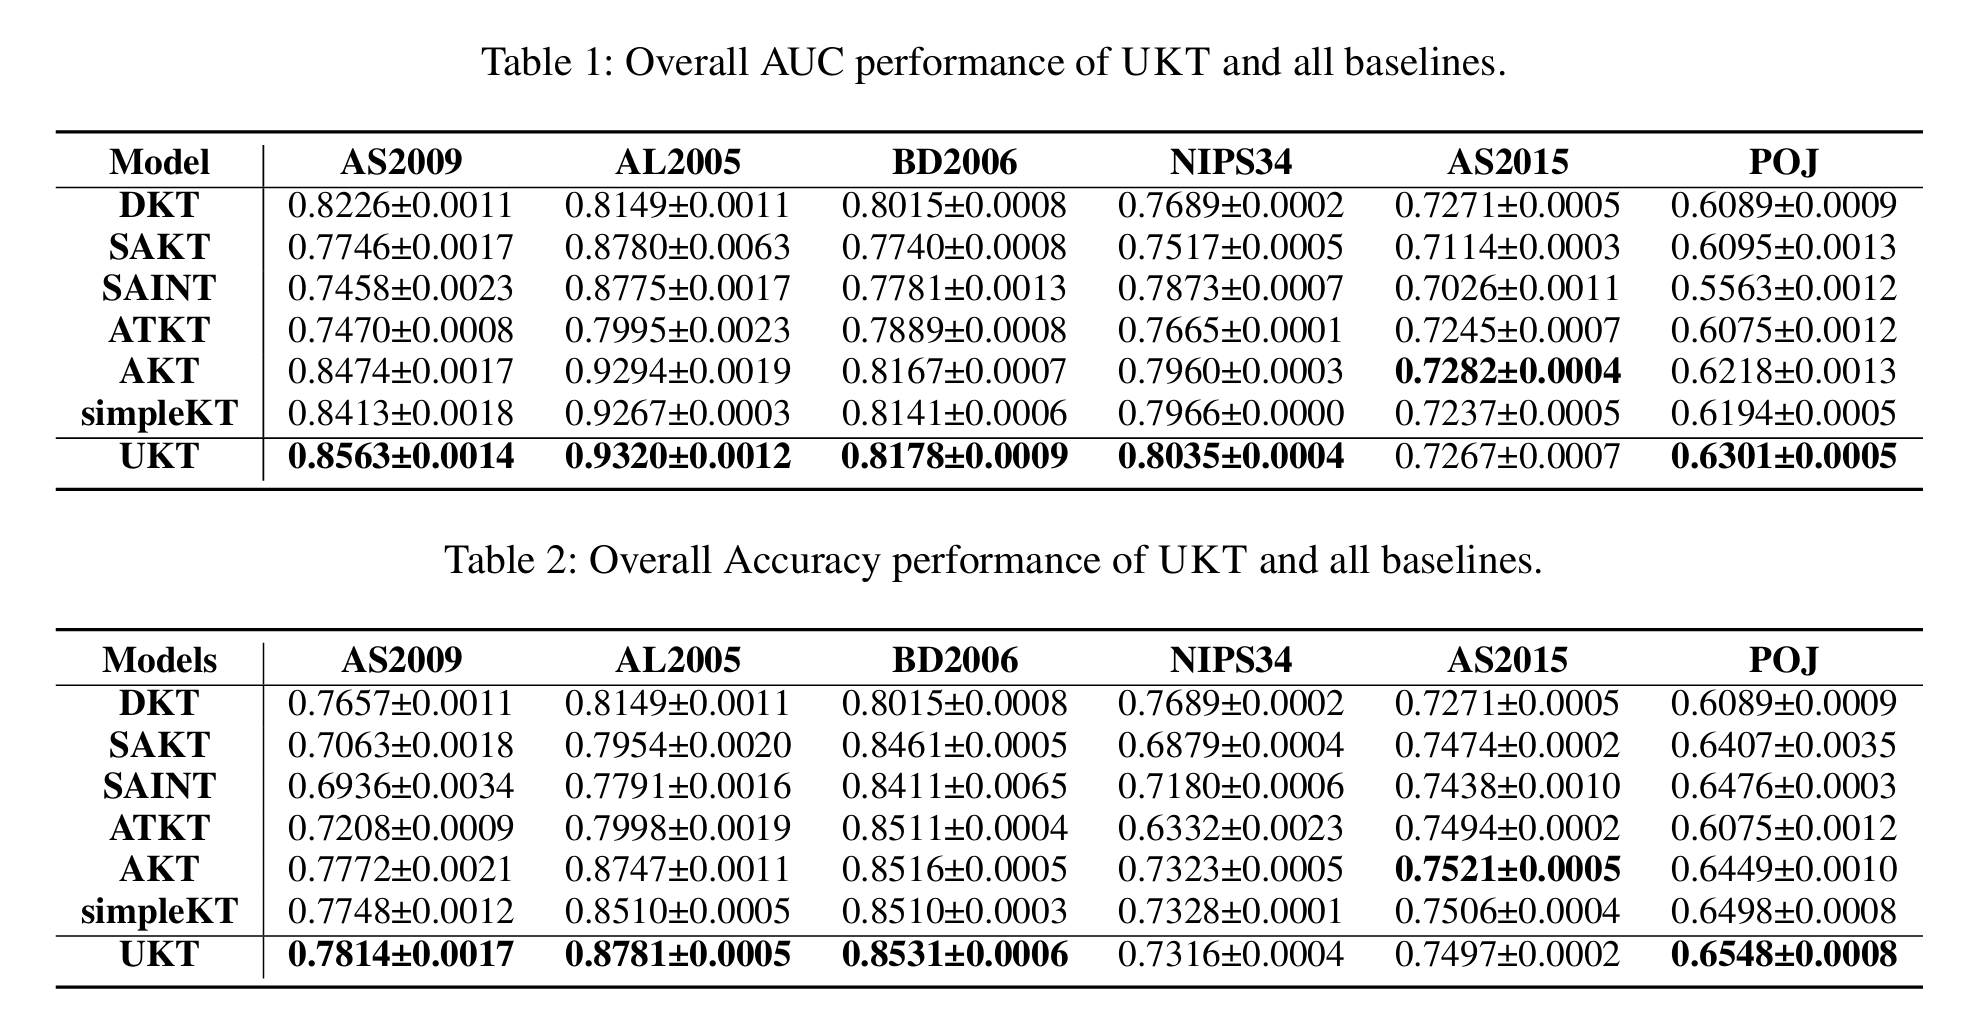 Table 1: Overall AUC performance of UKT and all baselines.
Model AS2009 AL2005 BD2006 NIPS34 AS2015 POJ
DKT 0.8226±0.0011 0.8149±0.0011 0.8015±0.0008 0.7689±0.0002 0.7271±0.0005 0.6089±0.0009
SAKT 0.7746±0.0017 0.8780±0.0063 0.7740±0.0008 0.7517±0.0005 0.7114±0.0003 0.6095±0.0013
SAINT 0.7458±0.0023 0.8775±0.0017 0.7781±0.0013 0.7873±0.0007 0.7026±0.0011 0.5563±0.0012
ATKT 0.7470±0.0008 0.7995±0.0023 0.7889±0.0008 0.7665±0.0001 0.7245±0.0007 0.6075±0.0012
AKT 0.8474±0.0017 0.9294±0.0019 0.8167±0.0007 0.7960±0.0003 0.7282±0.0004 0.6218±0.0013
simpleKT 0.8413±0.0018 0.9267±0.0003 0.8141±0.0006 0.7966±0.0000 0.7237±0.0005 0.6194±0.0005
UKT 0.8563±0.0014 0.9320±0.0012 0.8178±0.0009 0.8035±0.0004 0.7267±0.0007 0.6301±0.0005
Table 2: Overall Accuracy performance of UKT and all baselines.
Models AS2009 AL2005 BD2006 NIPS34 AS2015 POJ
DKT 0.7657±0.0011 0.8149±0.0011 0.8015±0.0008 0.7689±0.0002 0.7271±0.0005 0.6089±0.0009
SAKT 0.7063±0.0018 0.7954±0.0020 0.8461±0.0005 0.6879±0.0004 0.7474±0.0002 0.6407±0.0035
SAINT 0.6936±0.0034 0.7791±0.0016 0.8411±0.0065 0.7180±0.0006 0.7438±0.0010 0.6476±0.0003
ATKT 0.7208±0.0009 0.7998±0.0019 0.8511±0.0004 0.6332±0.0023 0.7494±0.0002 0.6075±0.0012
AKT 0.7772±0.0021 0.8747±0.0011 0.8516±0.0005 0.7323±0.0005 0.7521±0.0005 0.6449±0.0010
simpleKT 0.7748±0.0012 0.8510±0.0005 0.8510±0.0003 0.7328±0.0001 0.7506±0.0004 0.6498±0.0008
UKT 0.7814±0.0017 0.8781±0.0005 0.8531±0.0006 0.7316±0.0004 0.7497±0.0002 0.6548±0.0008